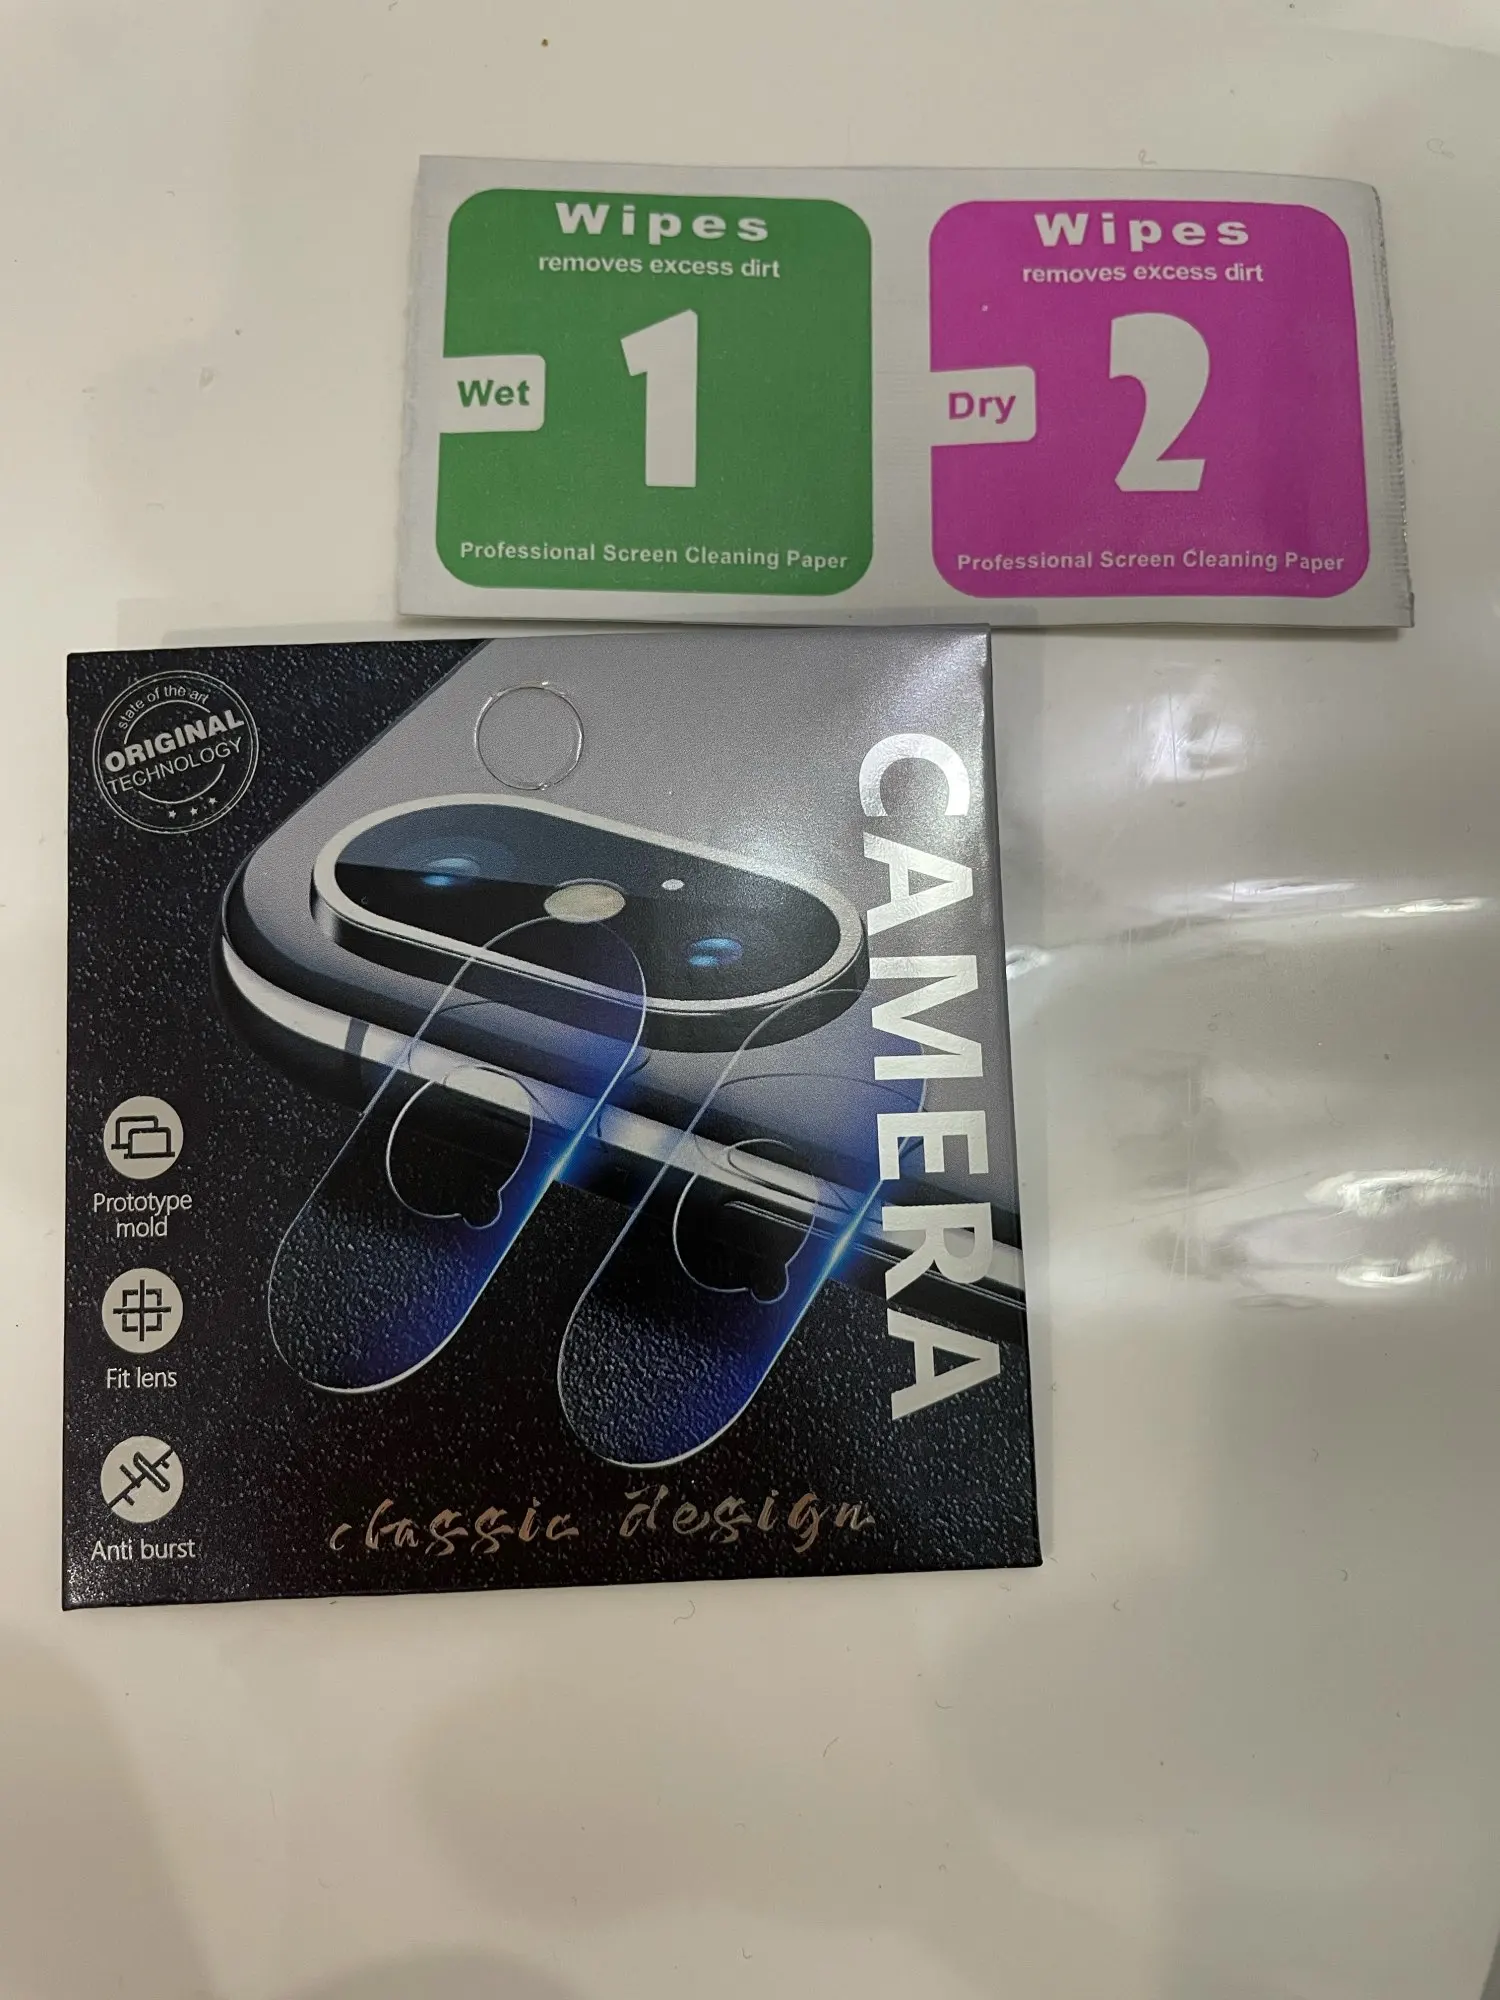 Wipes
removes excess dirt
1
Wet
Professional Screen Cleaning Paper
Wipes
removes excess dirt
2
Dry
Professional Screen Cleaning Paper
state of the art
ORIGINAL
TECHNOLOGY
CAMERA
Prototype
mold
Fit lens
Anti burst
classic design